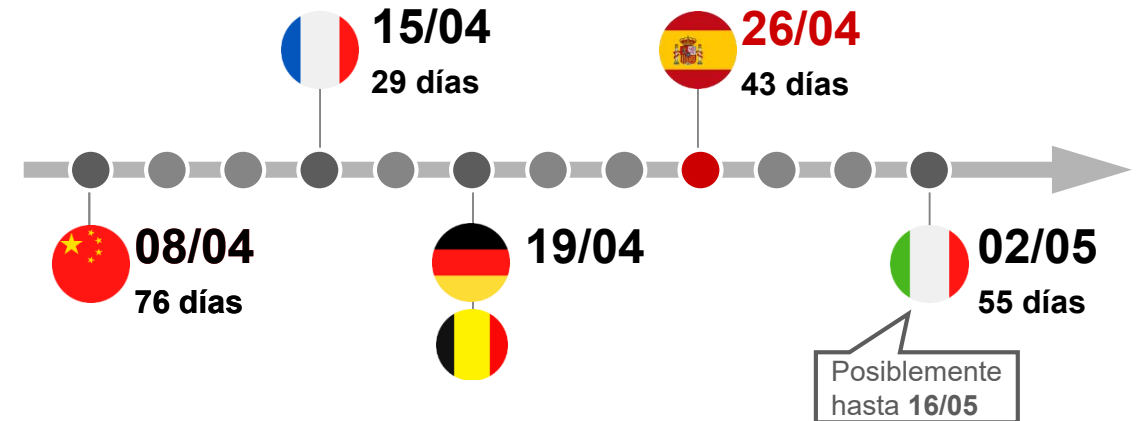 15/04
29 días
26/04
43 días
08/04
76 días
19/04
02/05
55 días
Posiblemente
hasta 16/05